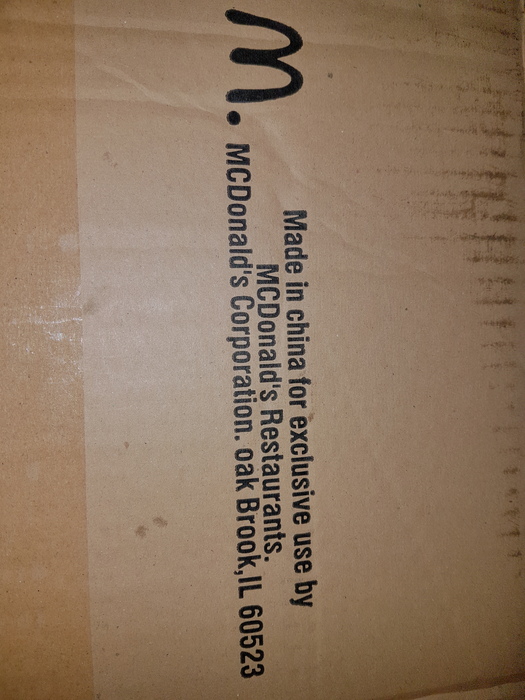 Made in china for exclusive use by
MCDonald's Restaurants.
m. MCDonald's Corporation. oak Brook,IL 60523